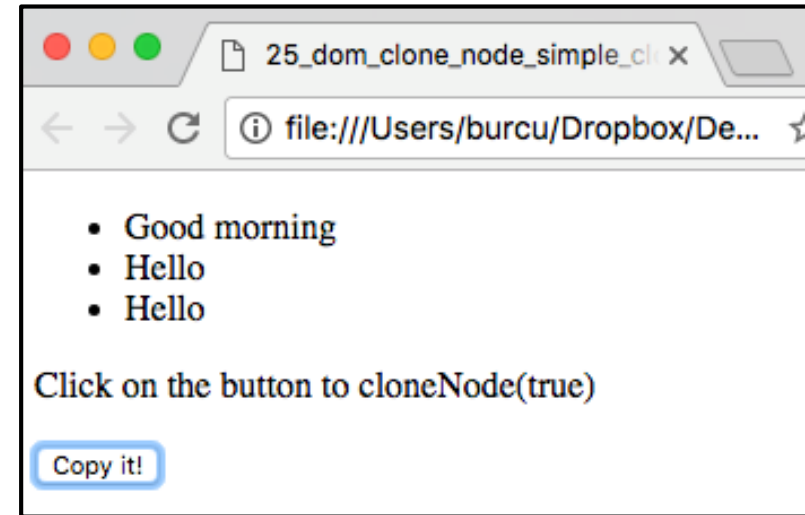 25_dom_clone_node_simple_cl
file:///Users/burcu/Dropbox/De...
• Good morning
• Hello
• Hello
Click on the button to cloneNode(true)
Copy it!